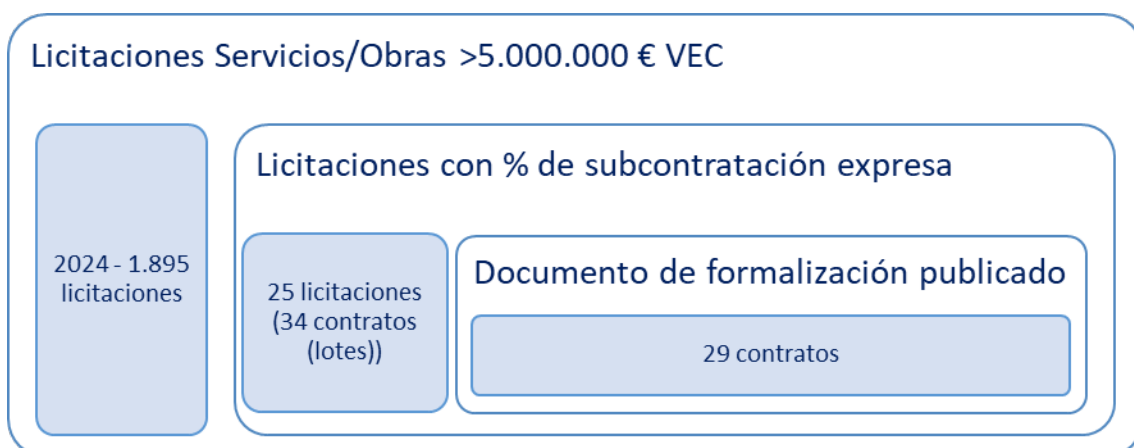 Licitaciones Servicios/Obras >5.000.000 € VEC
Licitaciones con % de subcontratación expresa
2024 - 1.895
licitaciones
25 licitaciones
(34 contratos
(lotes))
Documento de formalización publicado
29 contratos